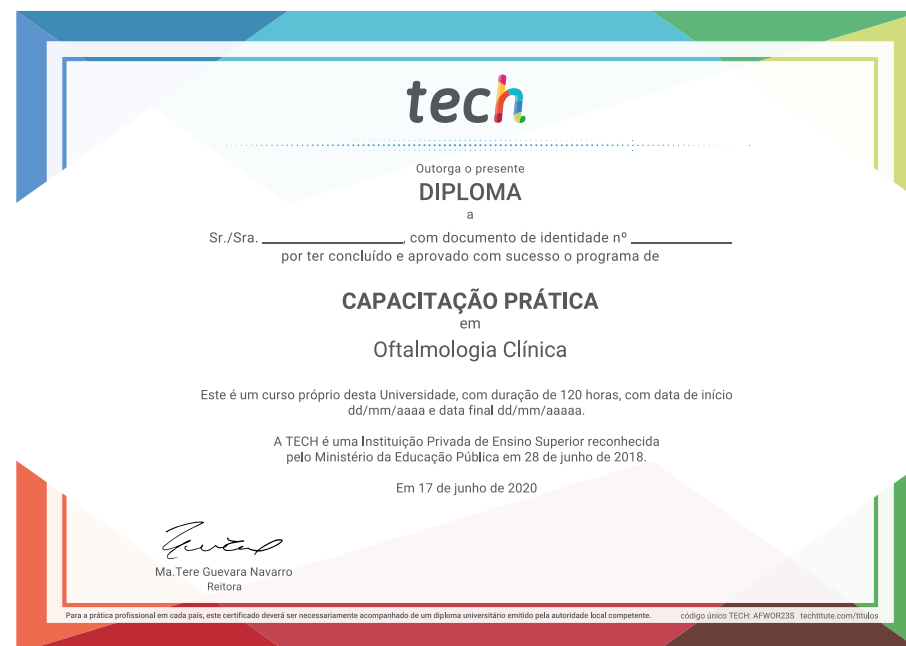 tech
Outorga o presente
DIPLOMA
a
Sr./Sra. ____________________, com documento de identidade nº ______________
por ter concluído e aprovado com sucesso o programa de
CAPACITAÇÃO PRÁTICA
em
Oftalmologia Clínica
Este é um curso próprio desta Universidade, com duração de 120 horas, com data de início
dd/mm/aaaa e data final dd/mm/aaaaa.
A TECH é uma Instituição Privada de Ensino Superior reconhecida
pelo Ministério da Educação Pública em 28 de junho de 2018.
Em 17 de junho de 2020
Ma.Tere Guevara Navarro
Reitora
Para a prática profissional em cada país, este certificado deverá ser necessariamente acompanhado de um diploma universitário emitido pela autoridade local competente. código único TECH: AFWOR23S techtitute.com/titulos